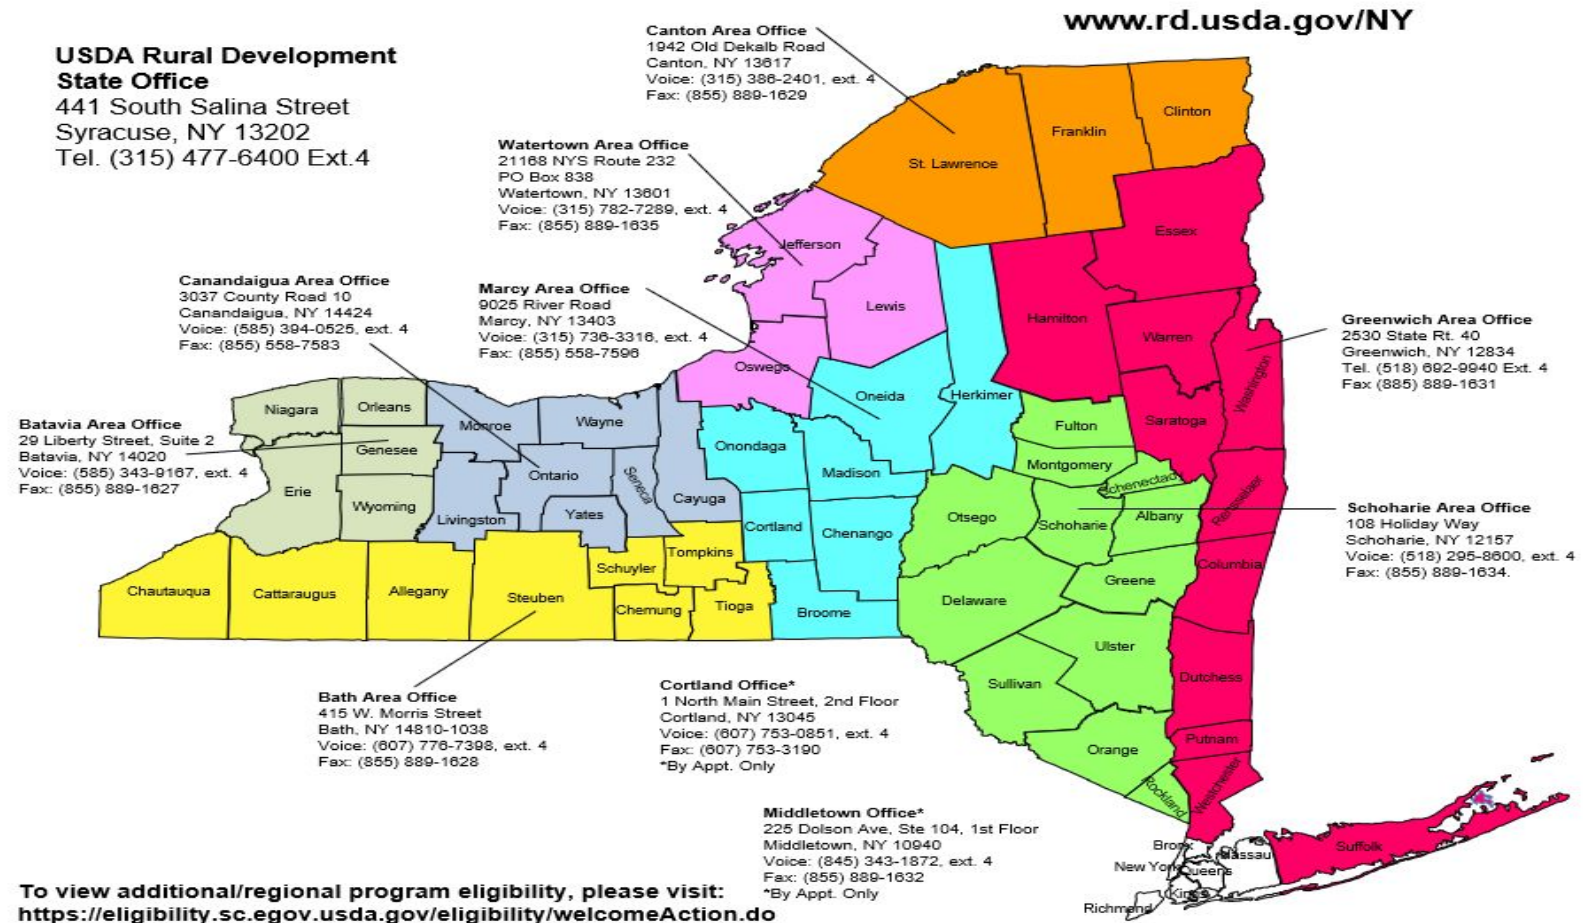 www.rd.usda.gov/NY
USDA Rural Development
State Office
441 South Salina Street
Syracuse, NY 13202
Tel. (315) 477-6400 Ext.4
Canton Area Office
1942 Old Dekalb Road
Canton, NY 13617
Voice: (315) 386-2401, ext. 4
Fax: (855) 889-1629
Watertown Area Office
21168 NYS Route 232
PO Box 838
Watertown, NY 13601
Voice: (315) 782-7289, ext. 4
Fax: (855) 889-1635
Canandaigua Area Office
3037 County Road 10
Canandaigua, NY 14424
Voice: (585) 394-0525, ext. 4
Fax: (855) 558-7583
Marcy Area Office
9025 River Road
Marcy, NY 13403
Voice: (315) 736-3316, ext. 4
Fax: (855) 558-7596
Greenwich Area Office
2530 State Rt. 40
Greenwich, NY 12834
Tel. (518) 692-9940 Ext. 4
Fax (885) 889-1631
Batavia Area Office
29 Liberty Street, Suite 2
Batavia, NY 14020
Voice: (585) 343-9167, ext. 4
Fax: (855) 889-1627
Schoharie Area Office
108 Holiday Way
Schoharie, NY 12157
Voice: (518) 295-8600, ext. 4
Fax: (855) 889-1634.
Clinton
Franklin
St. Lawrence
Essex
Jefferson
Lewis
Hamilton
Warren
Washington
Oswego
Oneida
Herkimer
Saratoga
Fulton
Niagara
Orleans
Monroe
Wayne
Onondaga
Madison
Montgomery
Genesee
Ontario
Seneca
Cayuga
Schenectady
Rensselaer
Erie
Wyoming
Livingston
Yates
Cortland
Chenango
Otsego
Schoharie
Albany
Tompkins
Schuyler
Columbia
Chautauqua
Cattaraugus
Allegany
Steuben
Chemung
Tioga
Broome
Delaware
Greene
Ulster
Sullivan
Dutchess
Orange
Putnam
Rockland
Westchester
Bronx
New York
Queens
Nassau
Kings
Richmond
Suffolk
Bath Area Office
415 W. Morris Street
Bath, NY 14810-1038
Voice: (607) 776-7398, ext. 4
Fax: (855) 889-1628
Cortland Office*
1 North Main Street, 2nd Floor
Cortland, NY 13045
Voice: (607) 753-0851, ext. 4
Fax: (607) 753-3190
*By Appt. Only
Middletown Office*
225 Dolson Ave, Ste 104, 1st Floor
Middletown, NY 10940
Voice: (845) 343-1872, ext. 4
Fax: (855) 889-1632
*By Appt. Only
To view additional/regional program eligibility, please visit:
https://eligibility.sc.egov.usda.gov/eligibility/welcomeAction.do